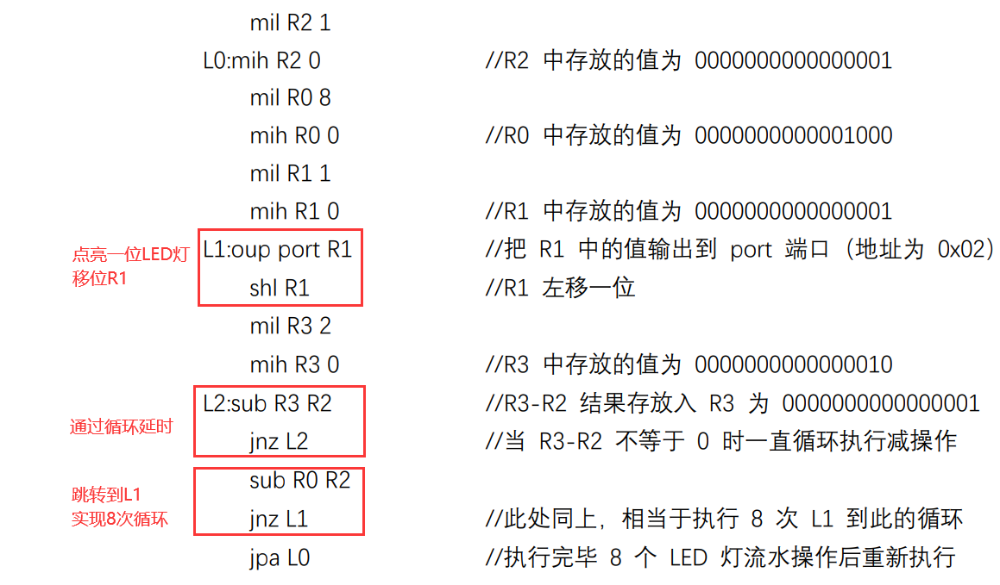 mil R2 1
L0:mih R2 0 //R2 中存放的值为 0000000000000001
mil R0 8
mih R0 0 //R0 中存放的值为 0000000000001000
mil R1 1
mih R1 0 //R1 中存放的值为 0000000000000001
点亮一位LED灯
移位R1
L1:oup port R1 //把 R1 中的值输出到 port 端口（地址为 0x02）
shl R1 //R1 左移一位
mil R3 2
mih R3 0 //R3 中存放的值为 0000000000000010
通过循环延时
L2:sub R3 R2 //R3-R2 结果存放入 R3 为 0000000000000001
jnz L2 //当 R3-R2 不等于 0 时一直循环执行减操作
跳转到L1
实现8次循环
sub R0 R2
jnz L1 //此处同上，相当于执行 8 次 L1 到此的循环
jpa L0 //执行完毕 8 个 LED 灯流水操作后重新执行